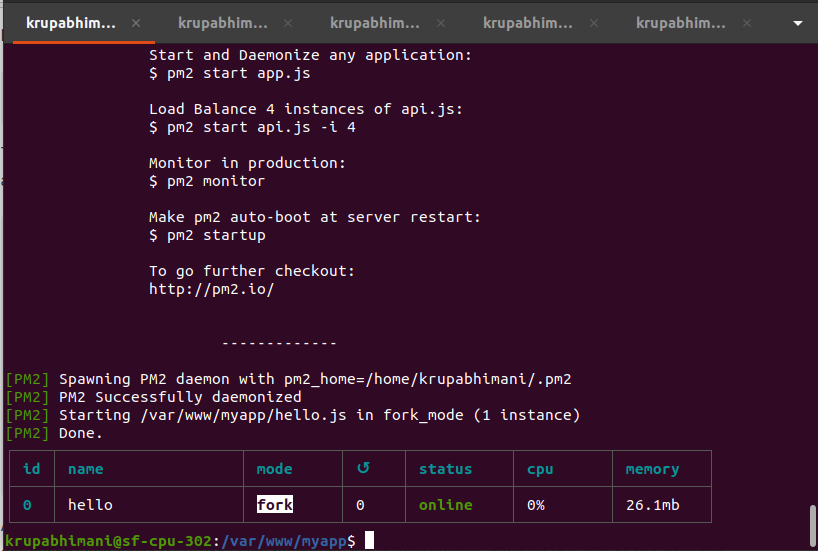 krupabhim... × krupabhim... × krupabhim... × krupabhim... × krupabhim... ×
Start and Daemonize any application:
$ pm2 start app.js
Load Balance 4 instances of api.js:
$ pm2 start api.js -i 4
Monitor in production:
$ pm2 monitor
Make pm2 auto-boot at server restart:
$ pm2 startup
To go further checkout:
http://pm2.io/
-------------
[PM2] Spawning PM2 daemon with pm2_home=/home/krupabhimani/.pm2
[PM2] PM2 Successfully daemonized
[PM2] Starting /var/www/myapp/hello.js in fork_mode (1 instance)
[PM2] Done.
id name mode ↺ status cpu memory
0 hello fork 0 online 0% 26.1mb
krupabhimani@sf-cpu-302:/var/www/myapp$